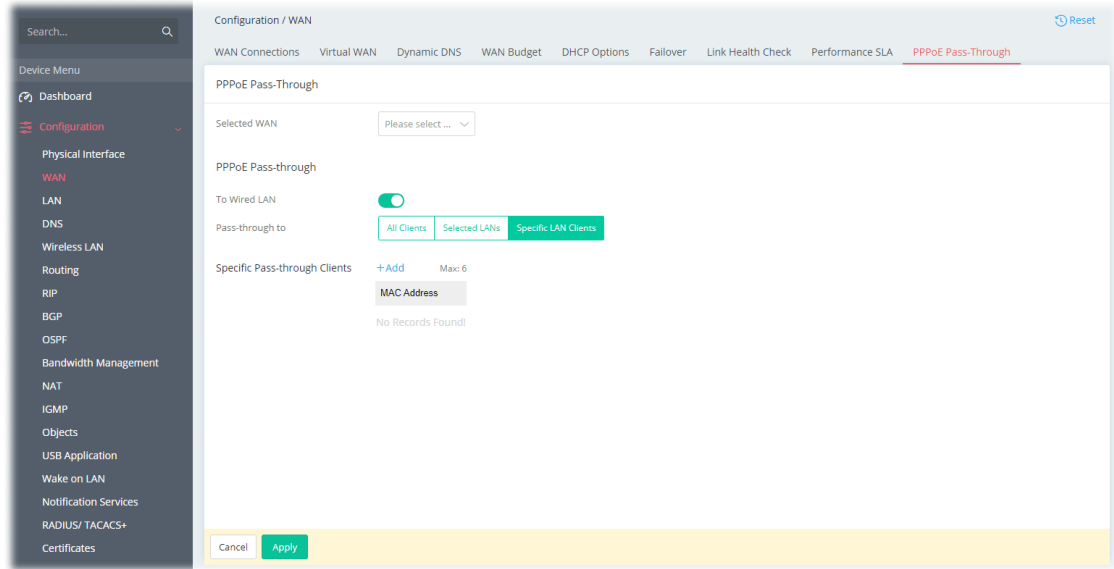 Search...
Device Menu
Dashboard
Configuration
Physical Interface
WAN
LAN
DNS
Wireless LAN
Routing
RIP
BGP
OSPF
Bandwidth Management
NAT
IGMP
Objects
USB Application
Wake on LAN
Notification Services
RADIUS/ TACACS+
Certificates
Configuration / WAN
Reset
WAN Connections Virtual WAN Dynamic DNS WAN Budget DHCP Options Failover Link Health Check Performance SLA PPPoE Pass-Through
PPPoE Pass-Through
Selected WAN Please select ...
PPPoE Pass-through
To Wired LAN
Pass-through to All Clients Selected LANs Specific LAN Clients
Specific Pass-through Clients +Add Max: 6
MAC Address
No Records Found!
Cancel Apply